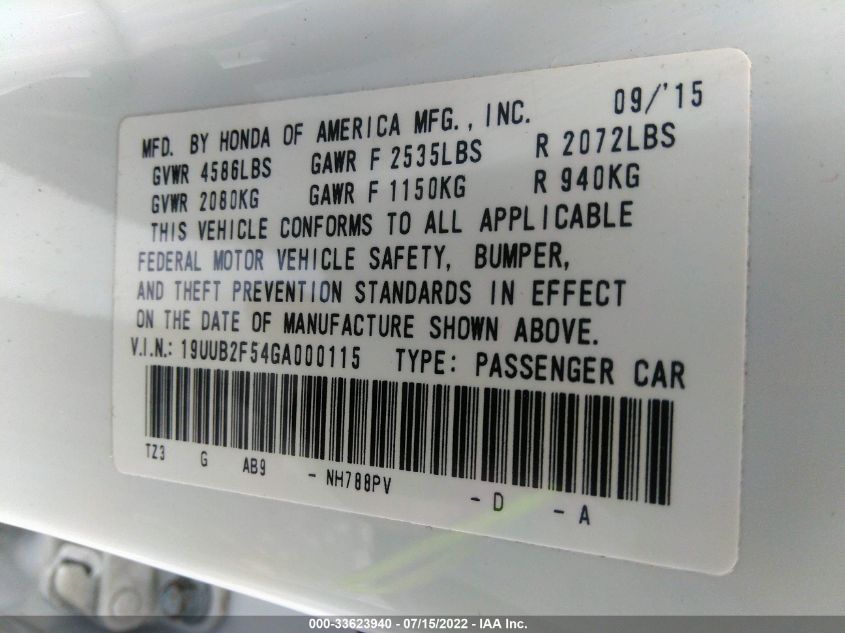 MFD. BY HONDA OF AMERICA MFG., INC. 09/'15
GVWR 4586LBS GAWR F 2535LBS R 2072LBS
GVWR 2080KG GAWR F 1150KG R 940KG
THIS VEHICLE CONFORMS TO ALL APPLICABLE
FEDERAL MOTOR VEHICLE SAFETY, BUMPER,
AND THEFT PREVENTION STANDARDS IN EFFECT
ON THE DATE OF MANUFACTURE SHOWN ABOVE.
V.I.N.: 19UUB2F54GA000115 TYPE: PASSENGER CAR
TZ3 G AB9 - NH788PV - D - A
000-33623940 - 07/15/2022 - IAA Inc.